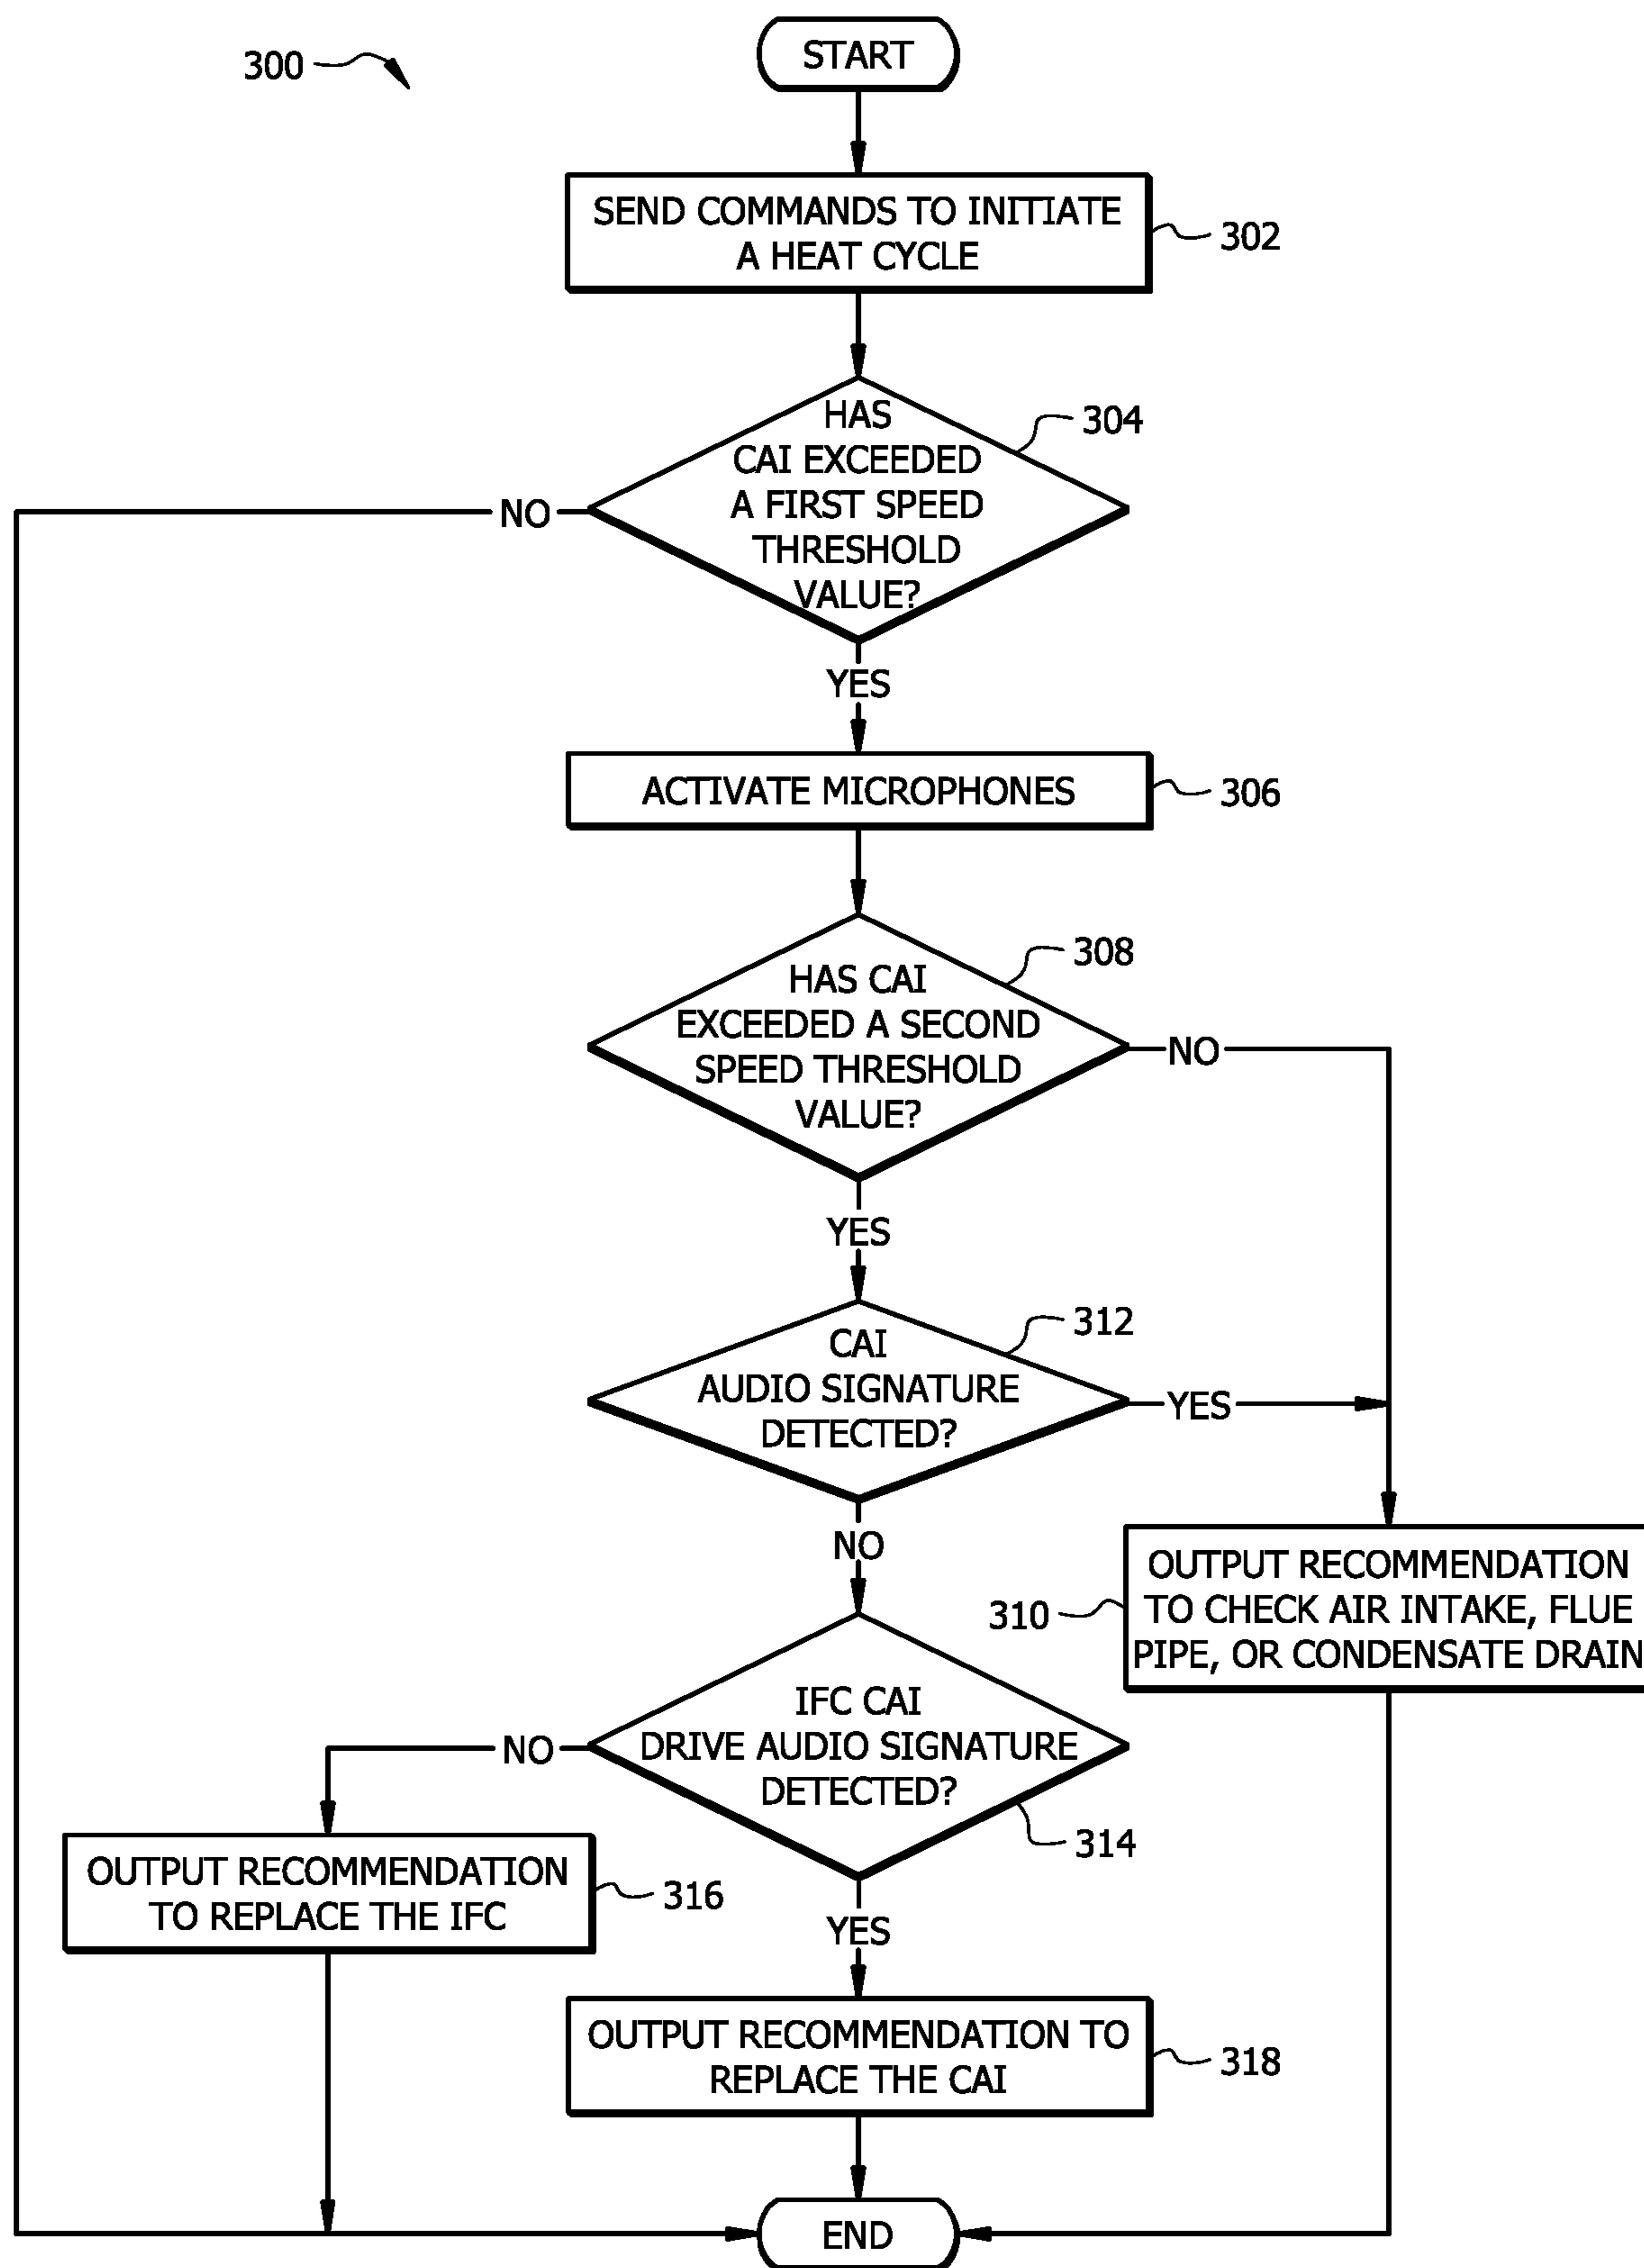 300
START
SEND COMMANDS TO INITIATE
A HEAT CYCLE
302
HAS
CAI EXCEEDED
A FIRST SPEED
THRESHOLD
VALUE?
304
NO
YES
ACTIVATE MICROPHONES
306
HAS CAI
EXCEEDED A SECOND
SPEED THRESHOLD
VALUE?
308
NO
YES
CAI
AUDIO SIGNATURE
DETECTED?
312
YES
NO
OUTPUT RECOMMENDATION
TO CHECK AIR INTAKE, FLUE
PIPE, OR CONDENSATE DRAIN
310
IFC CAI
DRIVE AUDIO SIGNATURE
DETECTED?
314
NO
OUTPUT RECOMMENDATION
TO REPLACE THE IFC
316
YES
OUTPUT RECOMMENDATION TO
REPLACE THE CAI
318
END